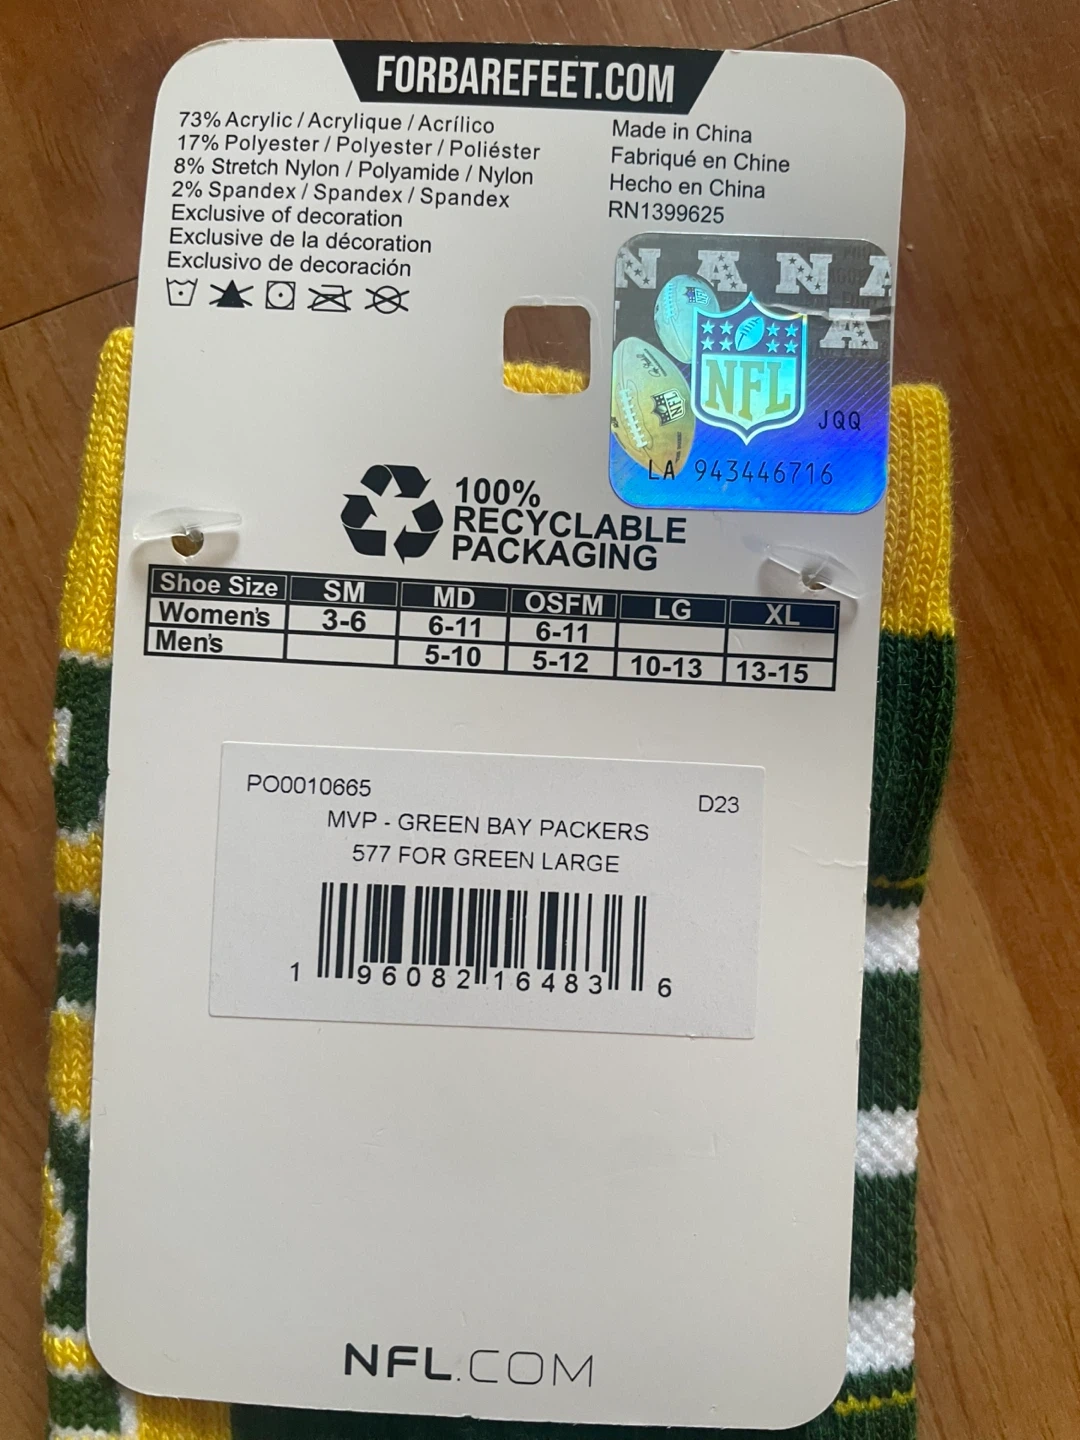 FORBAREFEET.COM
73% Acrylic / Acrylique / Acrílico
17% Polyester / Polyester / Poliéster
8% Stretch Nylon / Polyamide / Nylon
2% Spandex / Spandex / Spandex
Exclusive of decoration
Exclusive de la décoration
Exclusivo de decoración
Made in China
Fabriqué en Chine
Hecho en China
RN1399625
N A N A
A
NFL
NFL
JQQ
LA 943446716
100%
RECYCLABLE
PACKAGING
Shoe Size SM MD OSFM LG XL
Women's 3-6 6-11 6-11
Men's 5-10 5-12 10-13 13-15
PO0010665
D23
MVP - GREEN BAY PACKERS
577 FOR GREEN LARGE
1 96082 16483 6
NFL.COM